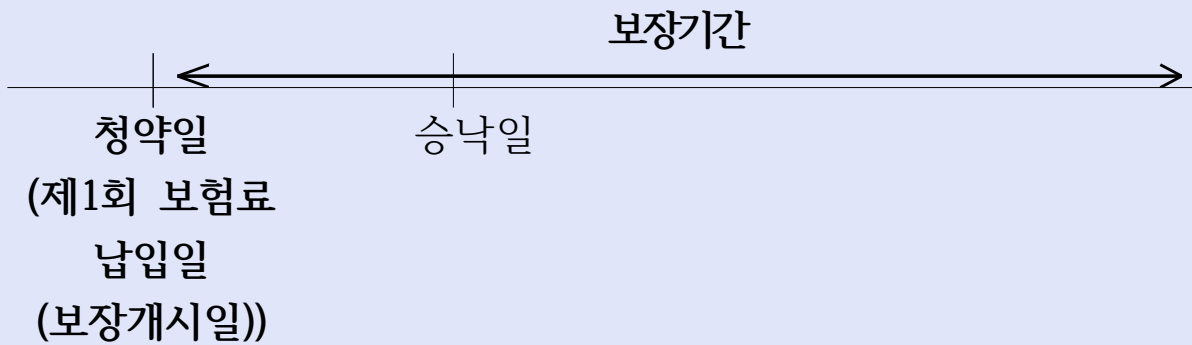 보장기간
청약일
승낙일
(제1회 보험료
납입일
(보장개시일))